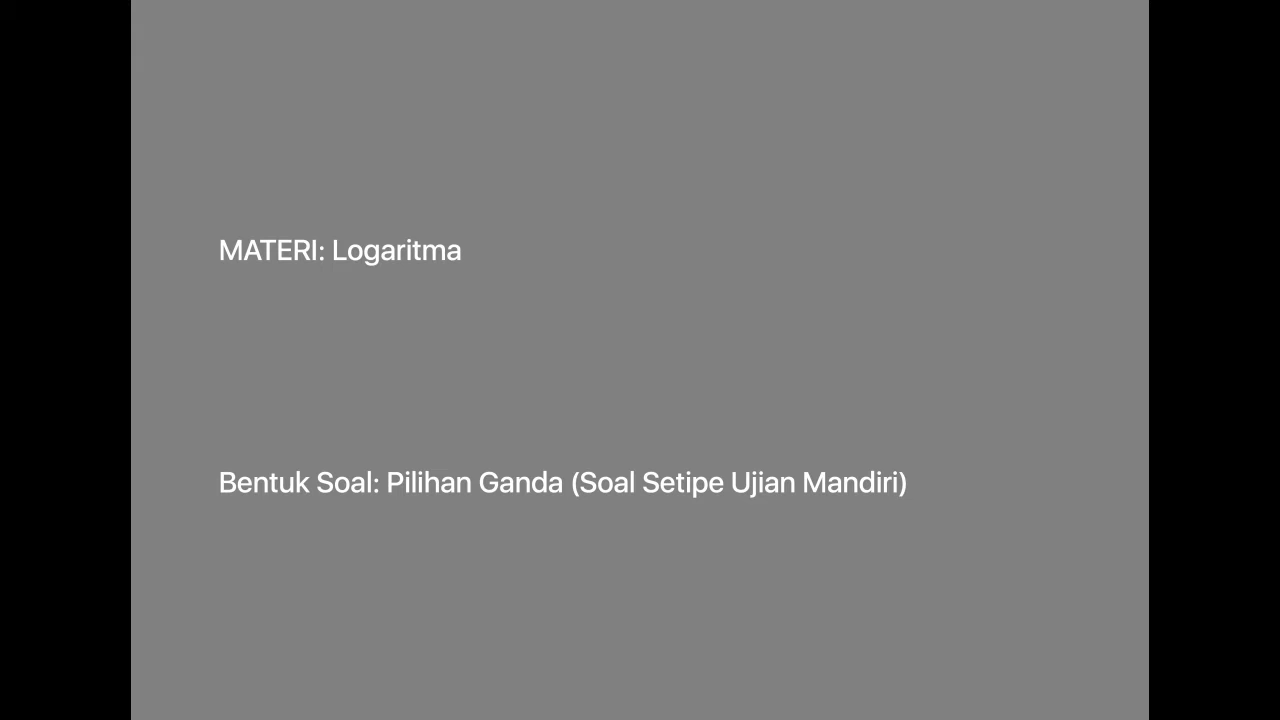 MATERI: Logaritma
Bentuk Soal: Pilihan Ganda (Soal Setipe Ujian Mandiri)